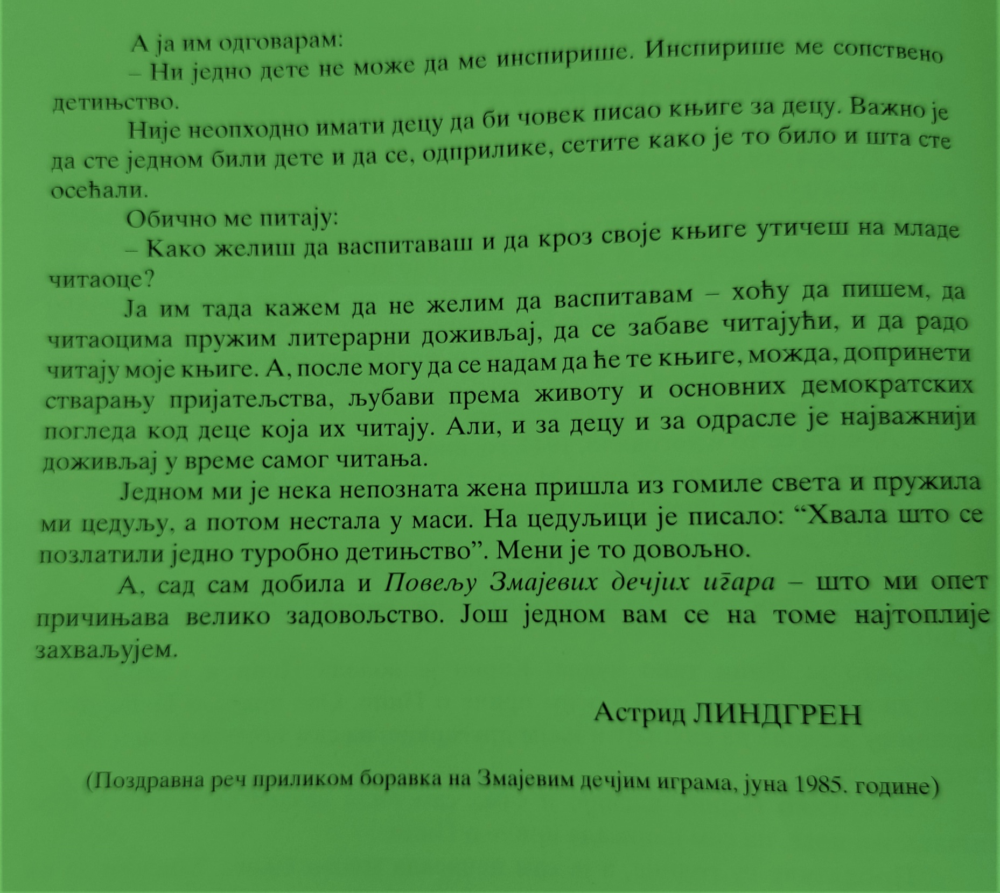 А ја им одговарам:
– Ни једно дете не може да ме инспирише. Инспирише ме сопствено
детињство.
Није неопходно имати децу да би човек писао књиге за децу. Важно је
да сте једном били дете и да се, одприлике, сетите како је то било и шта сте
осећали.
Обично ме питају:
– Како желиш да васпитаваш и да кроз своје књиге утичеш на младе
читаоце?
Ја им тада кажем да не желим да васпитавам – хоћу да пишем, да
читаоцима пружим литерарни доживљај, да се забаве читајући, и да радо
читају моје књиге. А, после могу да се надам да ће те књиге, можда, допринети
стварању пријатељства, љубави према животу и основних демократских
погледа код деце која их читају. Али, и за децу и за одрасле је најважнији
доживљај у време самог читања.
Једном ми је нека непозната жена пришла из гомиле света и пружила
ми цедуљу, а потом нестала у маси. На цедуљици је писало: “Хвала што се
позлатили једно туробно детињство”. Мени је то довољно.
А, сад сам добила и Повељу Змајевих дечјих игара – што ми опет
причињава велико задовољство. Још једном вам се на томе најтоплије
захваљујем.
Астрид ЛИНДГРЕН
(Поздравна реч приликом боравка на Змајевим дечјим играма, јуна 1985. године)